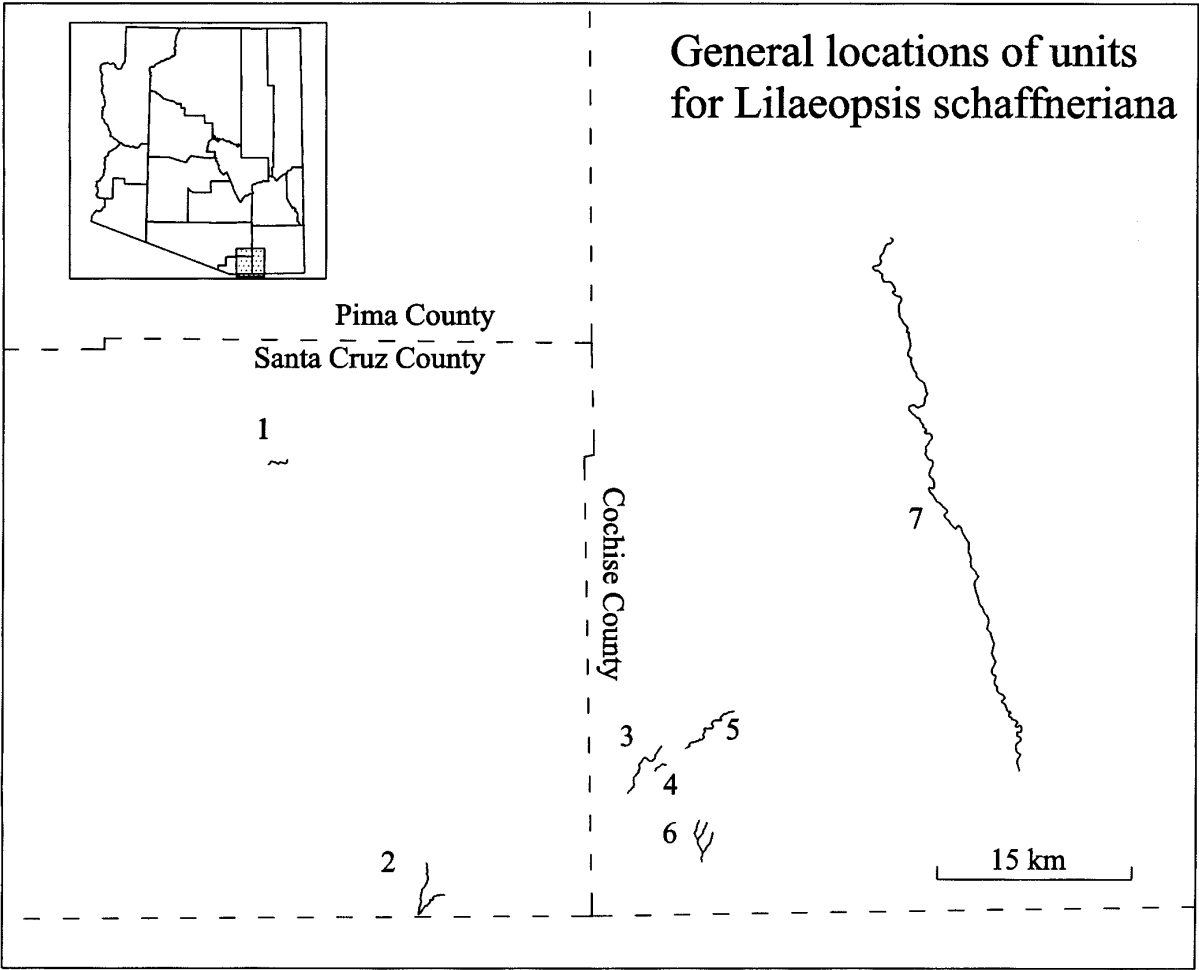 General locations of units
for Lilaeopsis schaffneriana
Pima County
Santa Cruz County
1
Cochise County
7
3
5
4
6
2
15 km